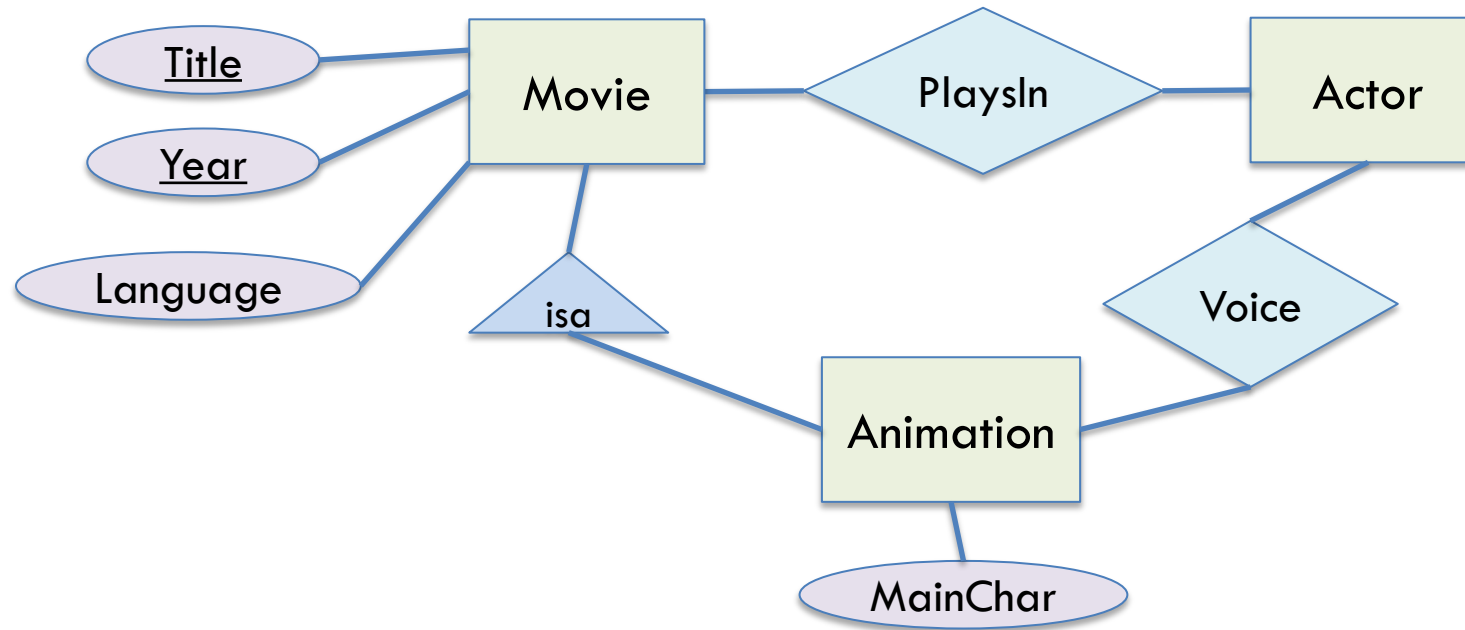 Title
Movie
PlaysIn
Actor
Year
Language
isa
Voice
Animation
MainChar